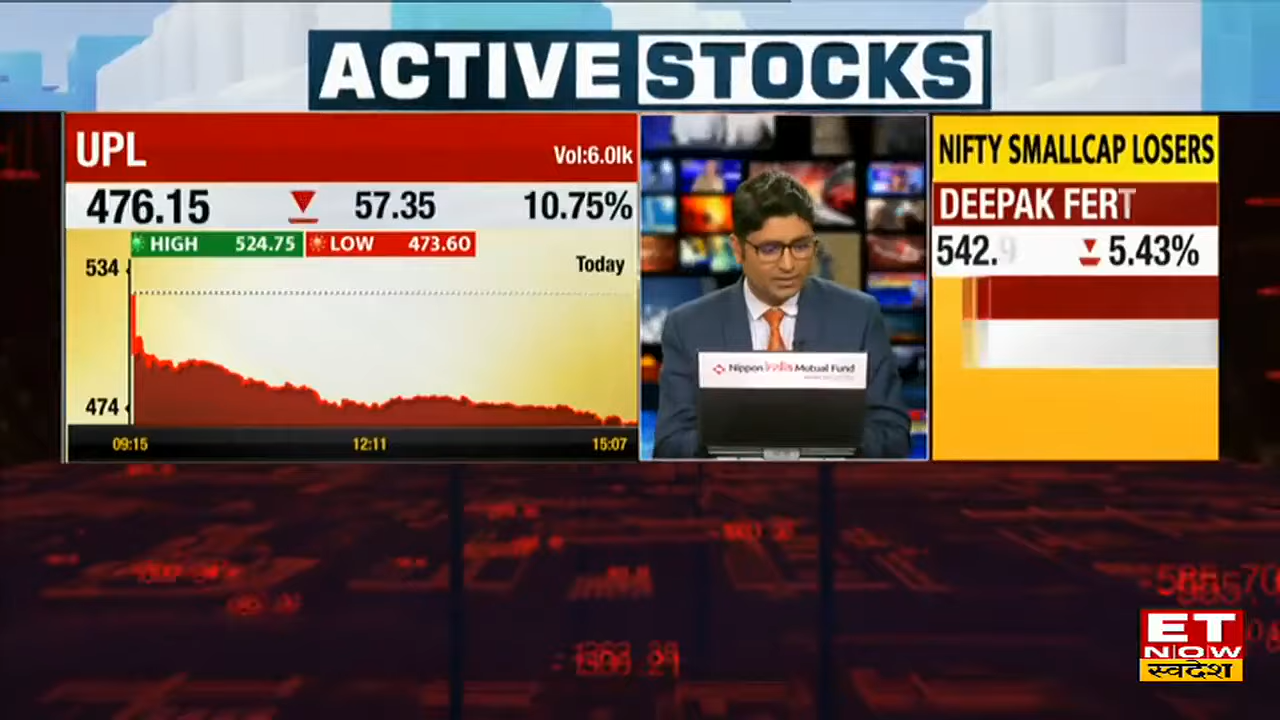 ACTIVE STOCKS
UPL
Vol:6.0lk
476.15 57.35 10.75%
HIGH 524.75 LOW 473.60
Today
534
474
09:15 12:11 15:07
Nippon India Mutual Fund
NIFTY SMALLCAP LOSERS
DEEPAK FERT
542.9 5.43%
ET
NOW
स्वदेश